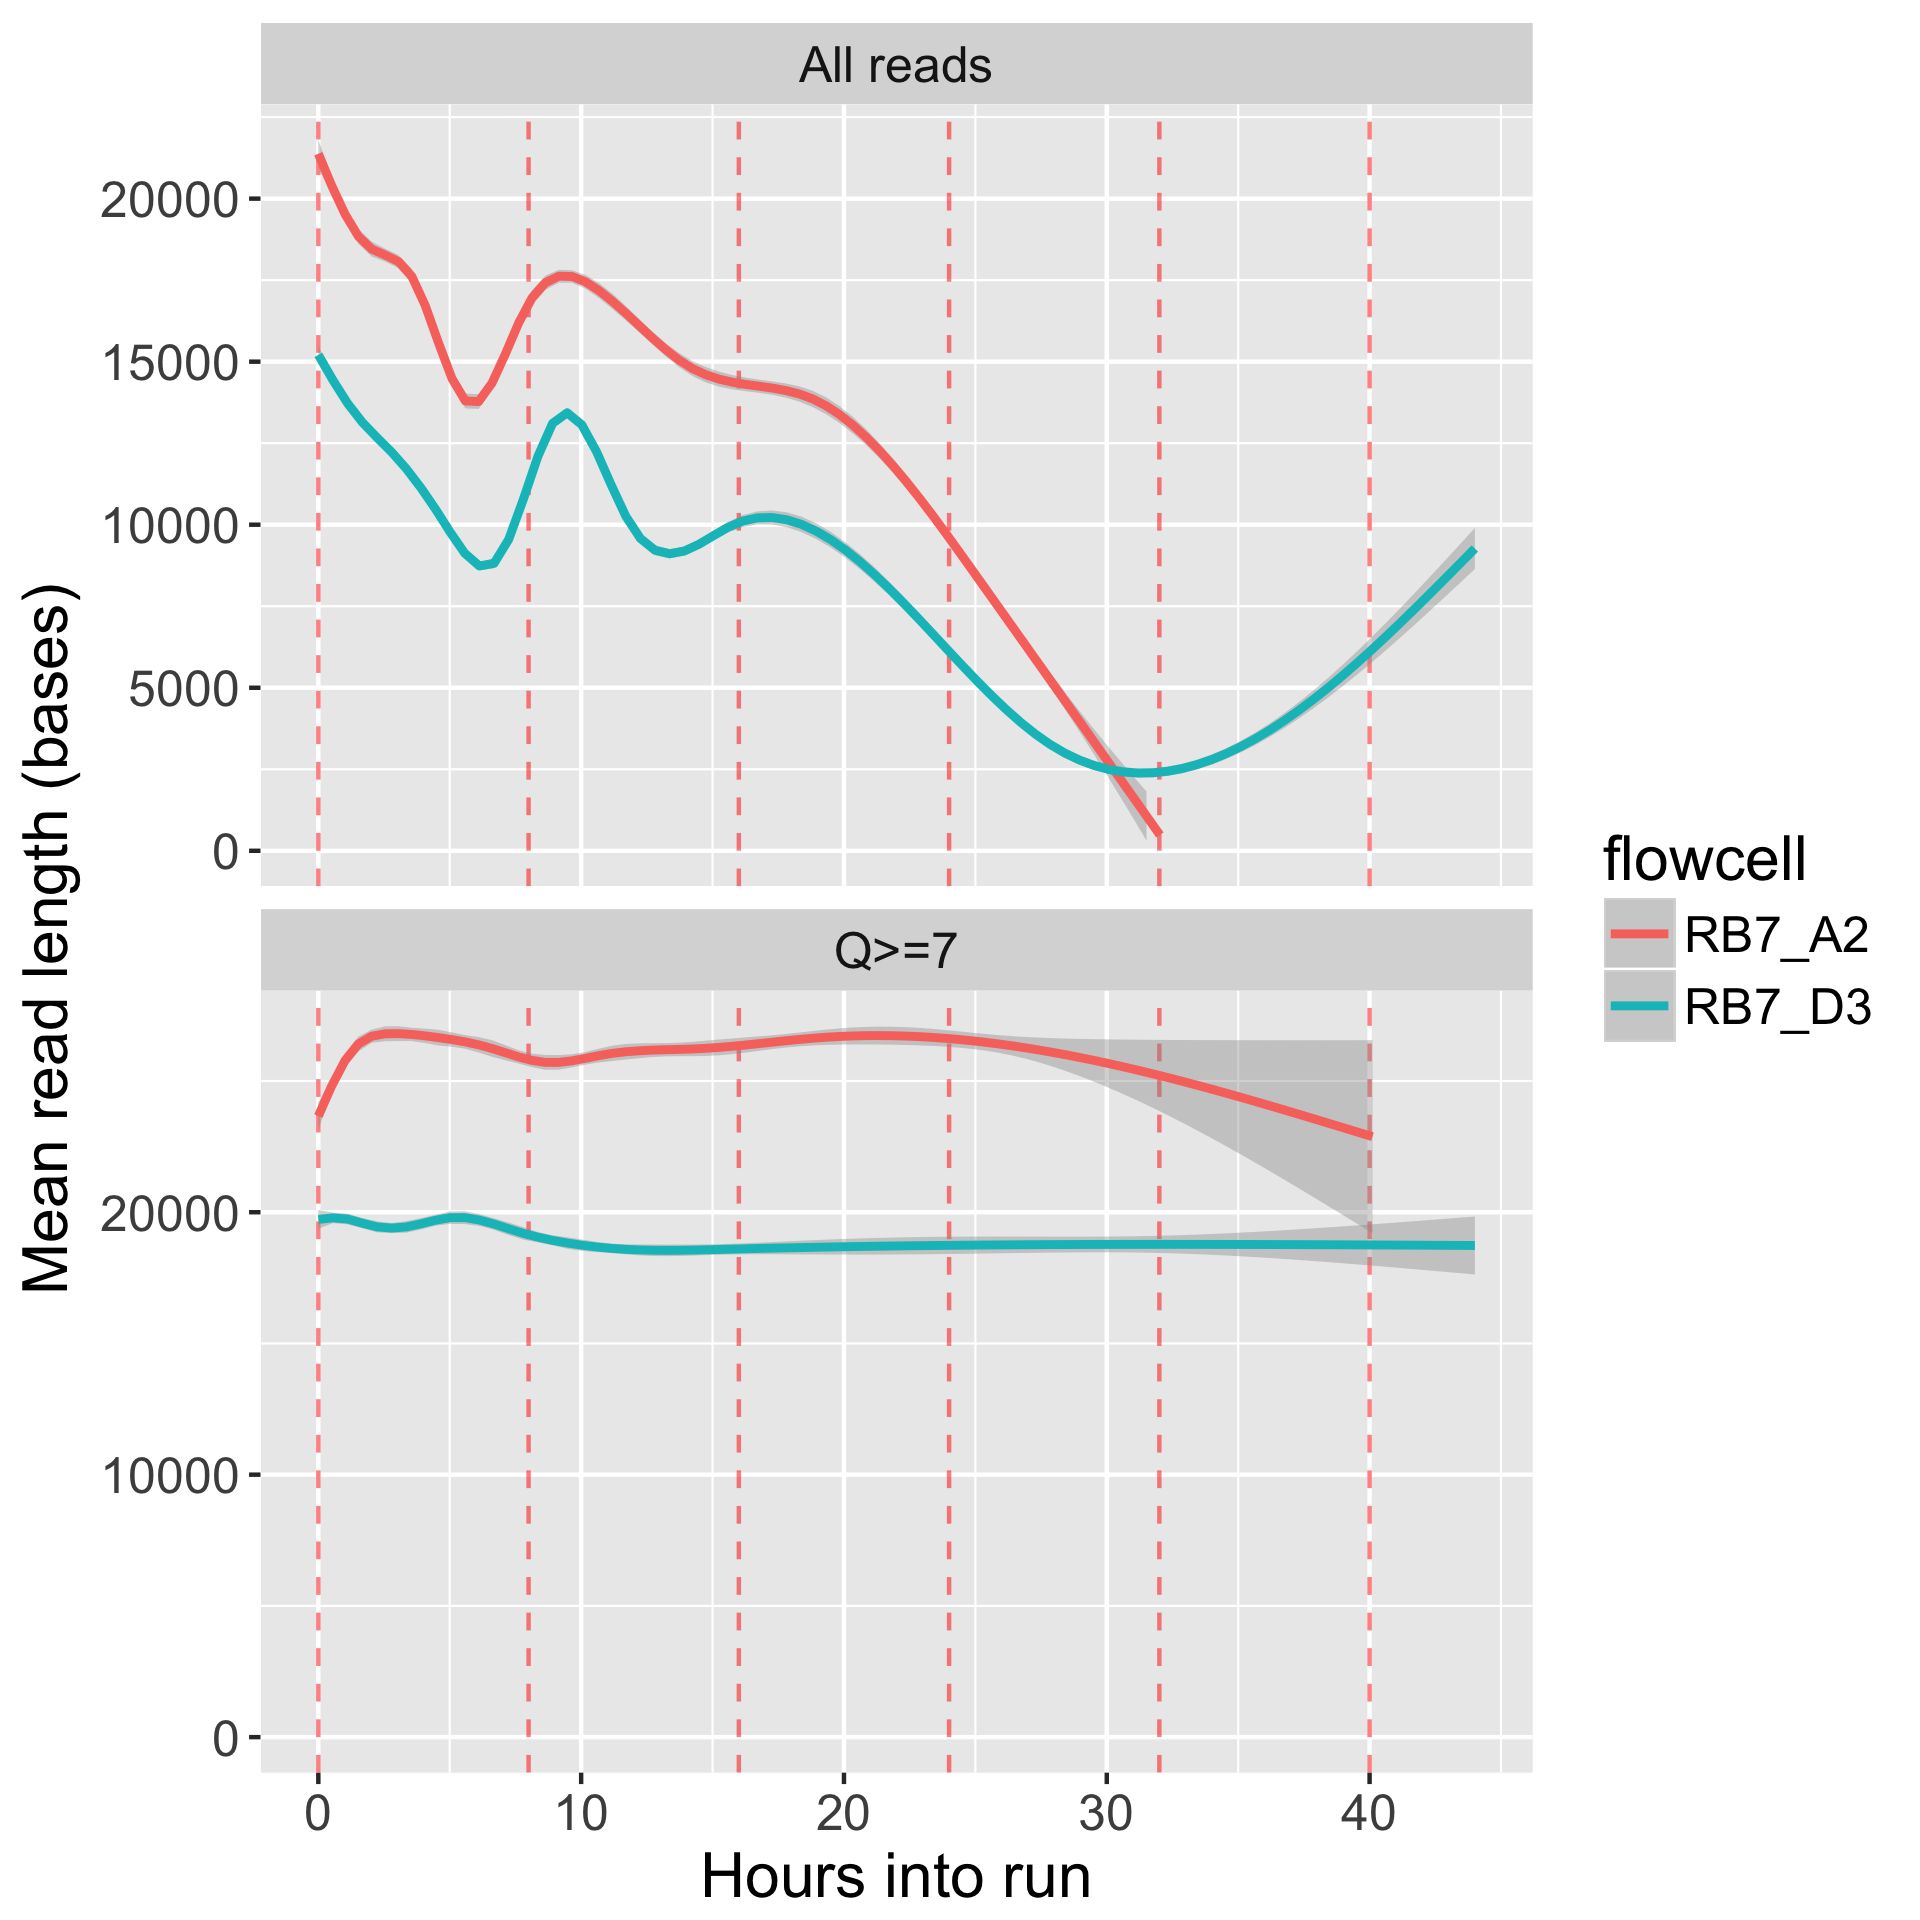 All reads
20000
15000
10000
5000
0
Q>=7
20000
10000
0
0 10 20 30 40
Hours into run
Mean read length (bases)
flowcell
RB7_A2
RB7_D3